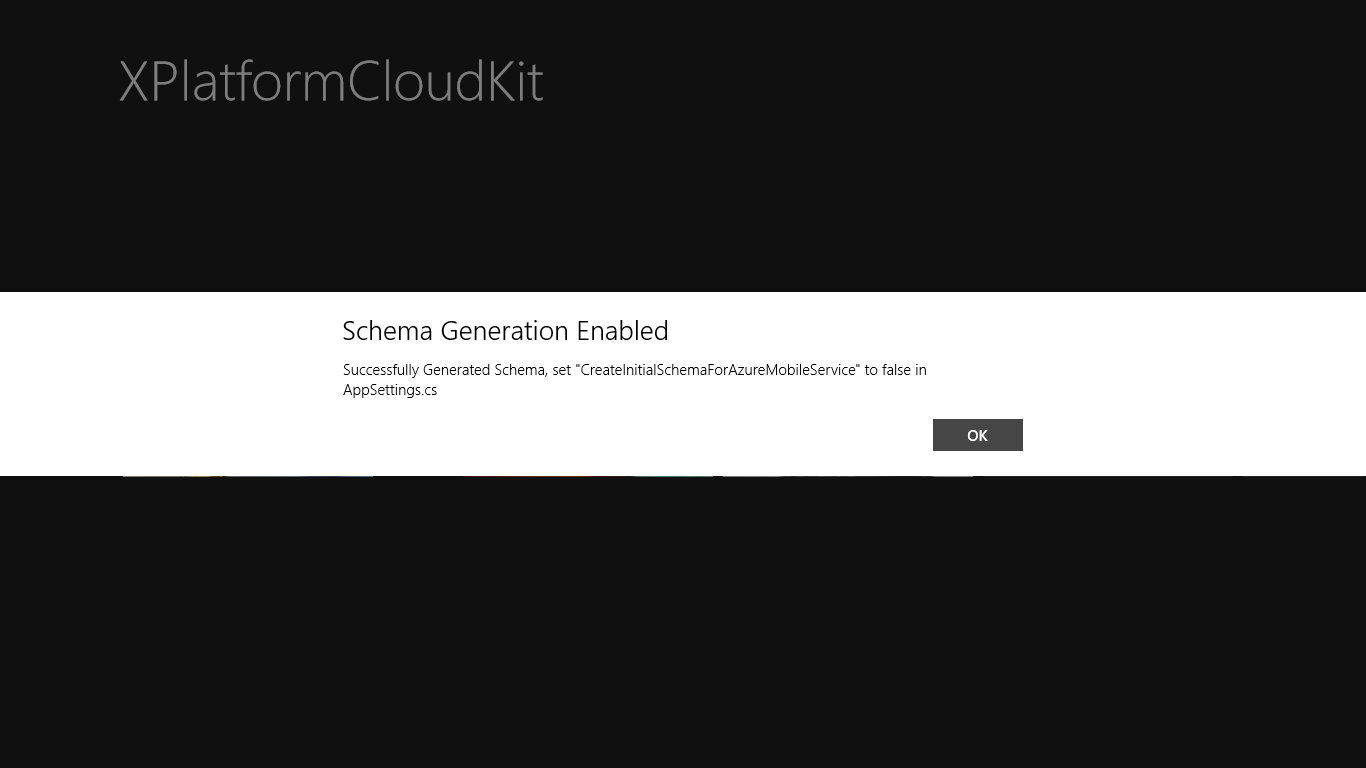 XPlatformCloudKit
Schema Generation Enabled
Successfully Generated Schema, set "CreateInitialSchemaForAzureMobileService" to false in
AppSettings.cs
OK